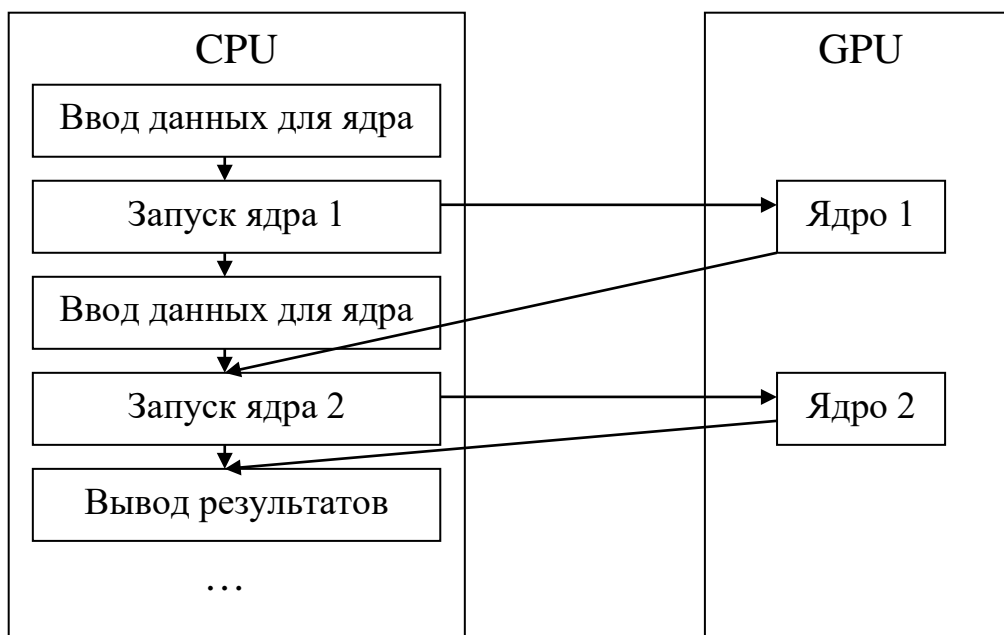 CPU
GPU
Ввод данных для ядра
Запуск ядра 1
Ядро 1
Ввод данных для ядра
Запуск ядра 2
Ядро 2
Вывод результатов
…